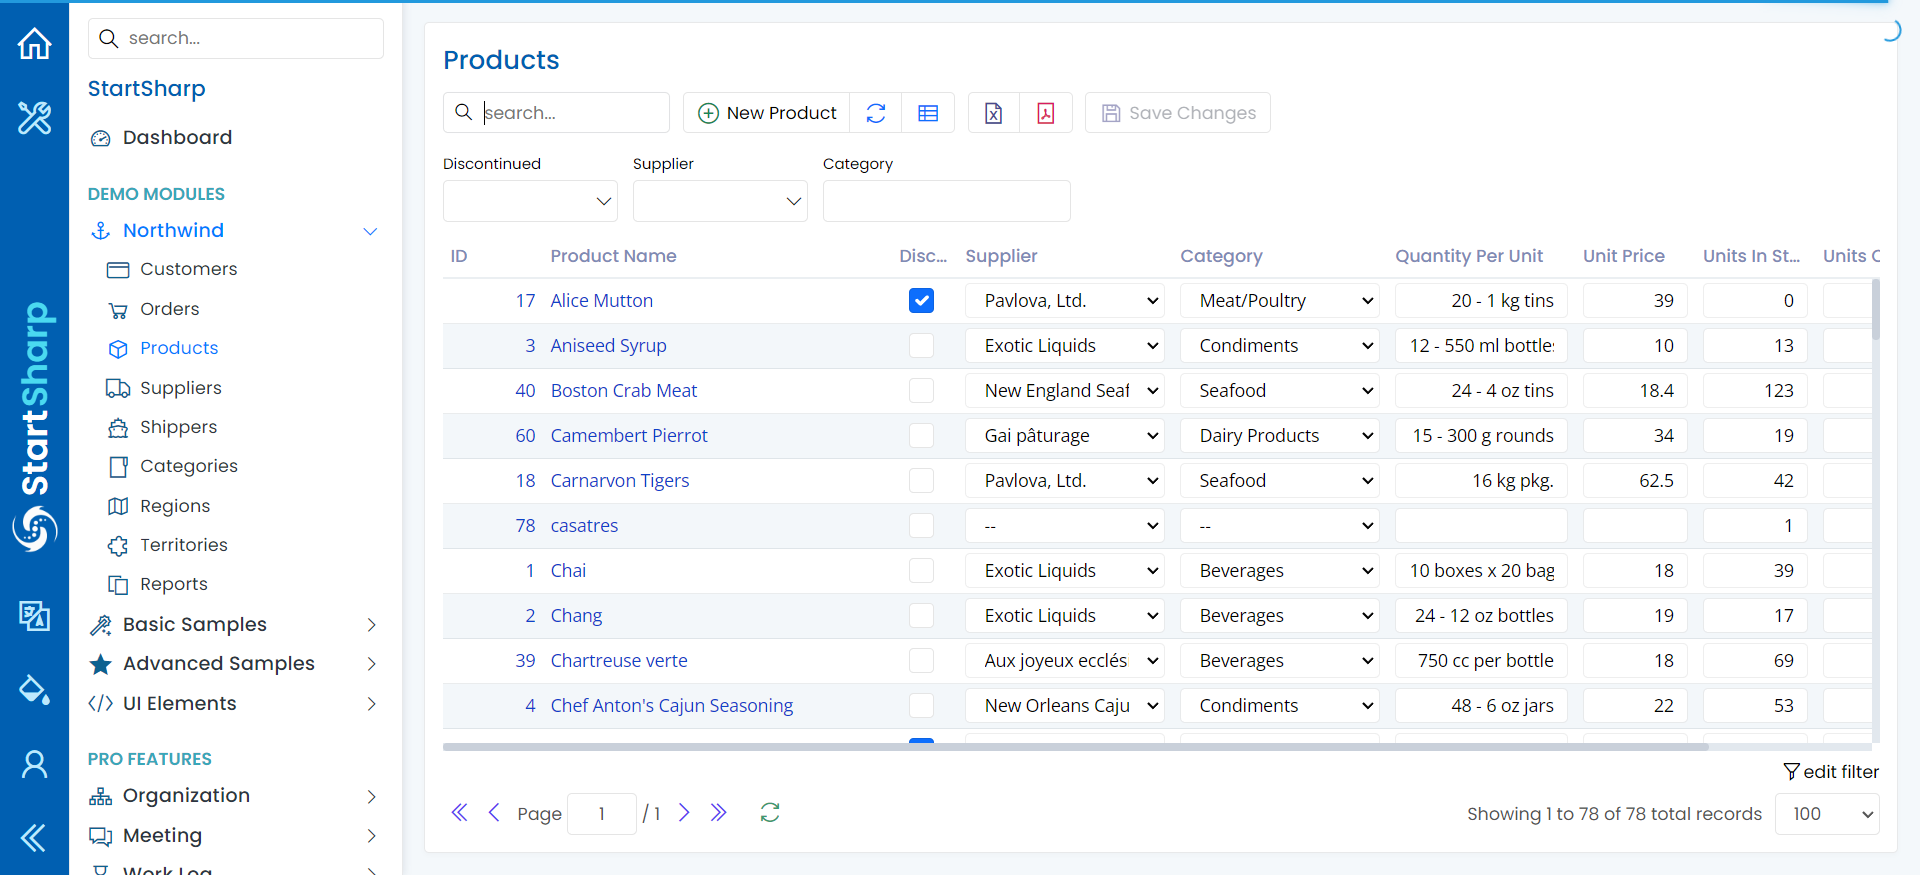 search...
StartSharp
Dashboard
DEMO MODULES
Northwind
Customers
Orders
Products
Suppliers
Shippers
Categories
Regions
Territories
Reports
Basic Samples
Advanced Samples
UI Elements
PRO FEATURES
Organization
Meeting
Work Log
StartSharp
Products
search...
New Product
Save Changes
Discontinued Supplier Category
ID Product Name Disc... Supplier Category Quantity Per Unit Unit Price Units In St... Units
17 Alice Mutton Pavlova, Ltd. Meat/Poultry 20 - 1 kg tins 39 0
3 Aniseed Syrup Exotic Liquids Condiments 12 - 550 ml bottles 10 13
40 Boston Crab Meat New England Seaf Seafood 24 - 4 oz tins 18.4 123
60 Camembert Pierrot Gai pâturage Dairy Products 15 - 300 g rounds 34 19
18 Carnarvon Tigers Pavlova, Ltd. Seafood 16 kg pkg. 62.5 42
78 casatres -- -- 1
1 Chai Exotic Liquids Beverages 10 boxes x 20 bag 18 39
2 Chang Exotic Liquids Beverages 24 - 12 oz bottles 19 17
39 Chartreuse verte Aux joyeux ecclési Beverages 750 cc per bottle 18 69
4 Chef Anton's Cajun Seasoning New Orleans Caju Condiments 48 - 6 oz jars 22 53
edit filter
Page 1 / 1
Showing 1 to 78 of 78 total records 100